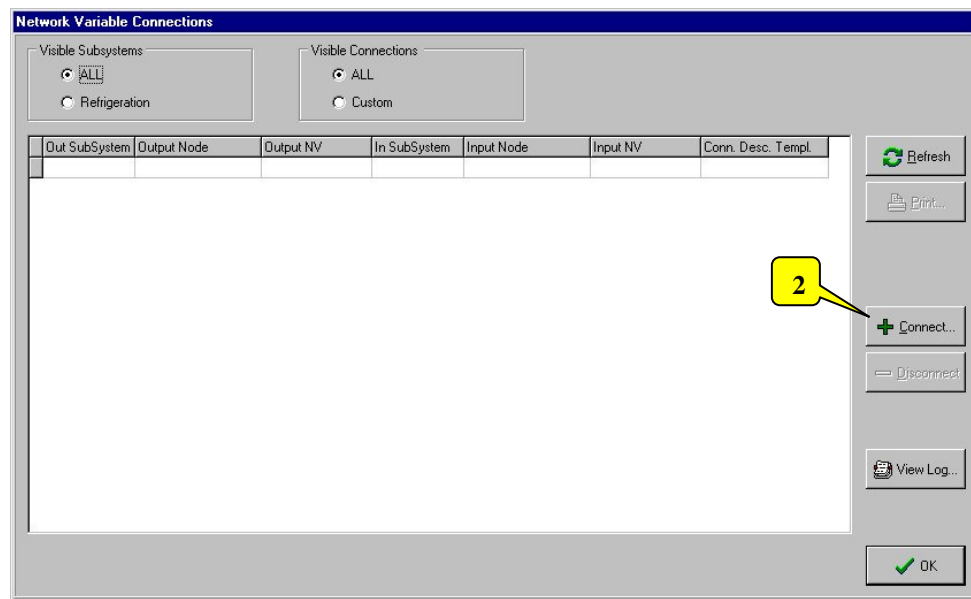 Network Variable Connections
Visible Subsystems
ALL
Refrigeration
Visible Connections
ALL
Custom
Out SubSystem Output Node Output NV In SubSystem Input Node Input NV Conn. Desc. Templ.
Refresh
Print...
2
Connect...
Disconnect
View Log...
OK